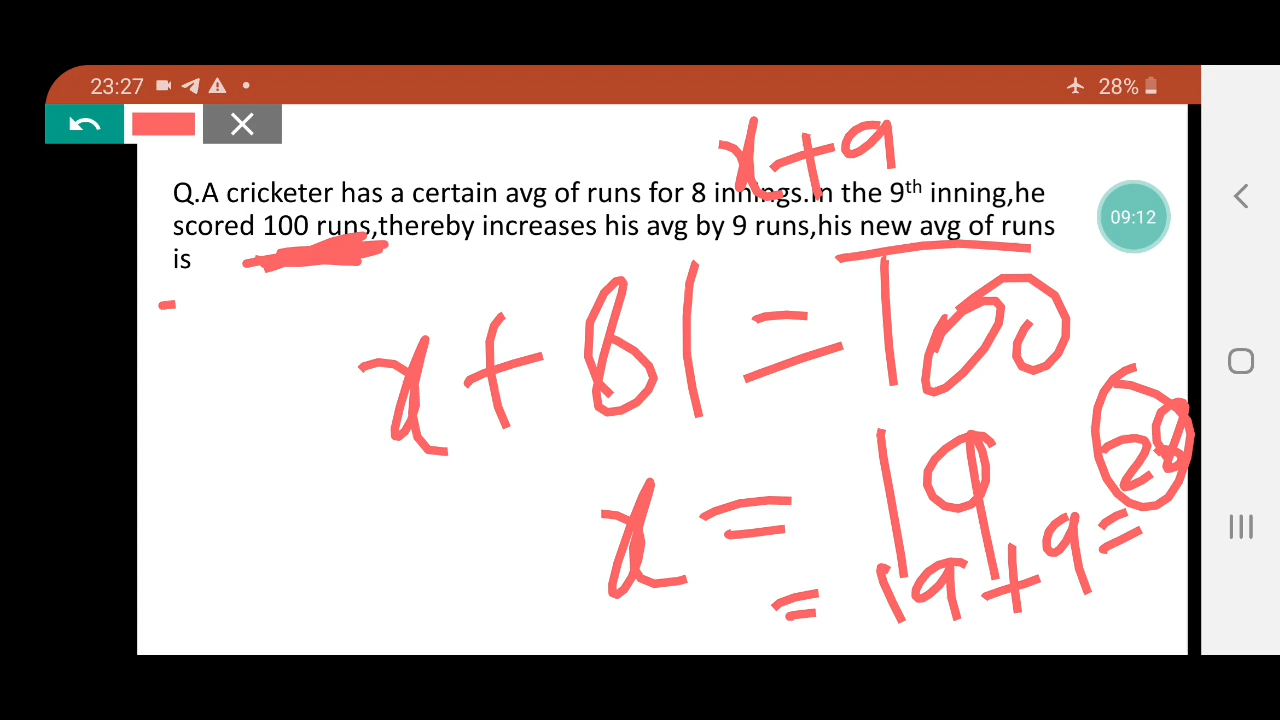 23:27
28%
x+9
Q.A cricketer has a certain avg of runs for 8 innings.In the 9th inning,he
scored 100 runs,thereby increases his avg by 9 runs,his new avg of runs
is
09:12
x+81=100
x=19
=19+9=28